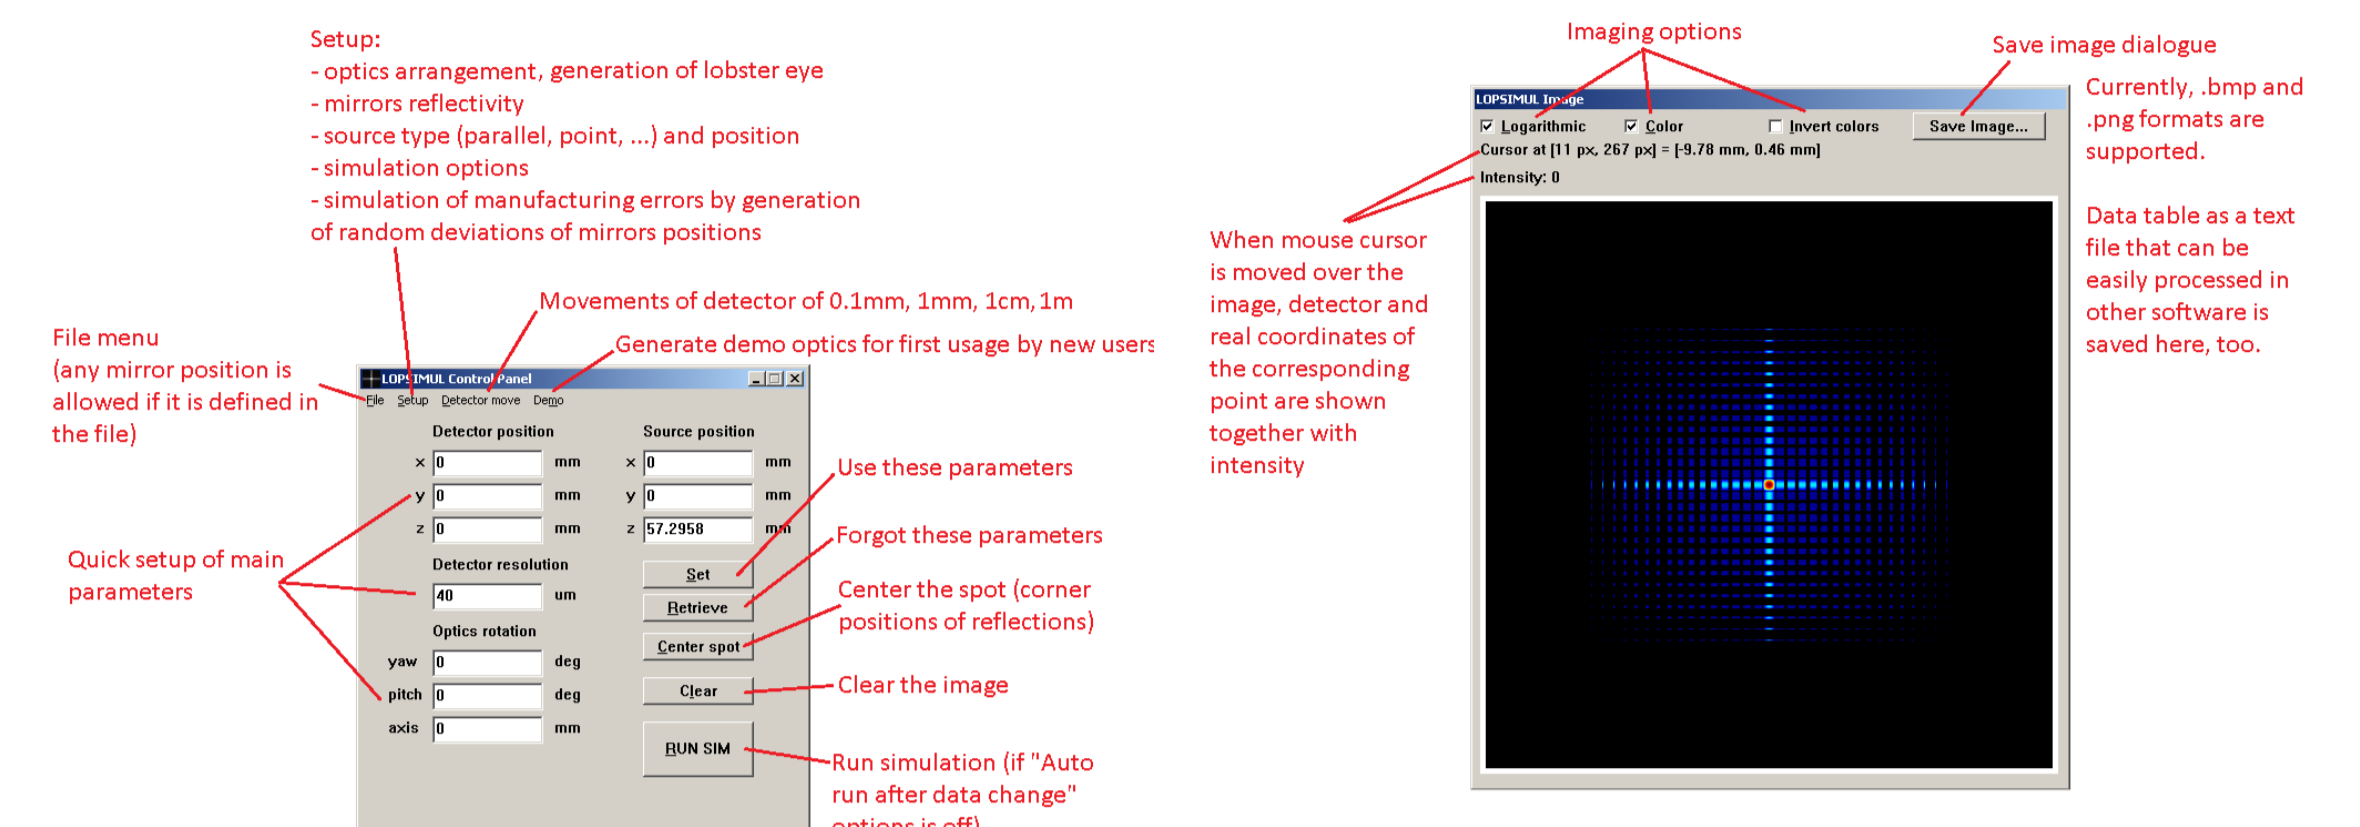 Setup:
- optics arrangement, generation of lobster eye
- mirrors reflectivity
- source type (parallel, point, ...) and position
- simulation options
- simulation of manufacturing errors by generation
of random deviations of mirrors positions
Movements of detector of 0.1mm, 1mm, 1cm, 1m
Generate demo optics for first usage by new users
File menu
(any mirror position is
allowed if it is defined in
the file)
LOPSIMUL Control Panel
File Setup Detector move Demo
Detector position Source position
x 0 mm x 0 mm
y 0 mm y 0 mm
z 0 mm z 57.2958 mm
Detector resolution
40 um
Optics rotation
yaw 0 deg
pitch 0 deg
axis 0 mm
Set
Retrieve
Center spot
Clear
RUN SIM
Quick setup of main
parameters
Use these parameters
Forgot these parameters
Center the spot (corner
positions of reflections)
Clear the image
Run simulation (if "Auto
run after data change"
options is off)
Imaging options
Save image dialogue
LOPSIMUL Image
Logarithmic Color Invert colors Save Image...
Cursor at [11 px, 267 px] = [-9.78 mm, 0.46 mm]
Intensity: 0
When mouse cursor
is moved over the
image, detector and
real coordinates of
the corresponding
point are shown
together with
intensity
Currently, .bmp and
.png formats are
supported.
Data table as a text
file that can be
easily processed in
other software is
saved here, too.